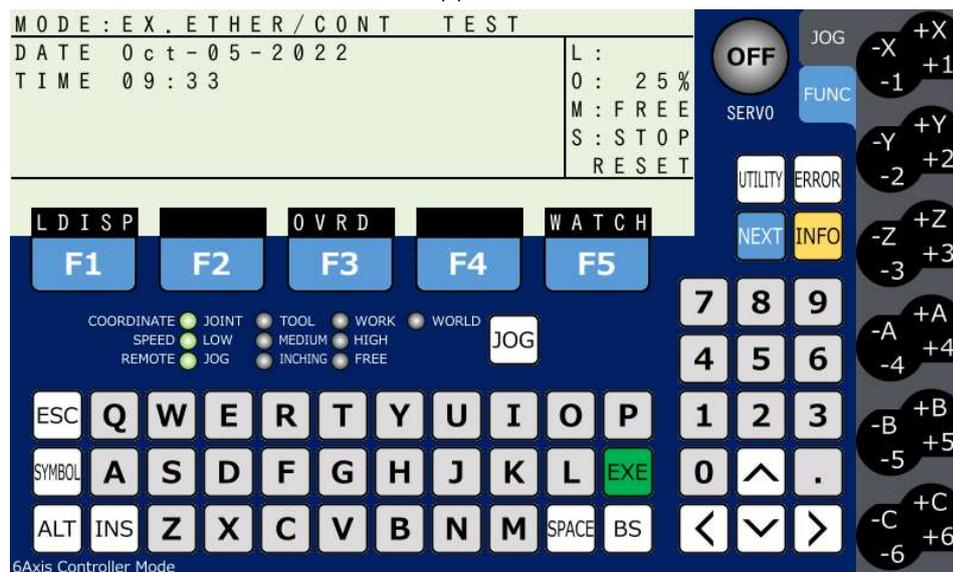 MODE:EX.ETHER/CONT TEST
DATE Oct-05-2022
TIME 09:33
L:
O: 25%
M:FREE
S:STOP
RESET
OFF
SERVO
JOG
FUNC
UTILITY ERROR
NEXT INFO
LDISP OVRD WATCH
F1 F2 F3 F4 F5
COORDINATE JOINT TOOL WORK WORLD
SPEED LOW MEDIUM HIGH
REMOTE JOG INCHING FREE
JOG
7 8 9
4 5 6
1 2 3
0 ^ .
< v >
ESC Q W E R T Y U I O P
SYMBOL A S D F G H J K L EXE
ALT INS Z X C V B N M SPACE BS
6Axis Controller Mode
-X +X
-1 +1
-Y +Y
-2 +2
-Z +Z
-3 +3
-A +A
-4 +4
-B +B
-5 +5
-C +C
-6 +6